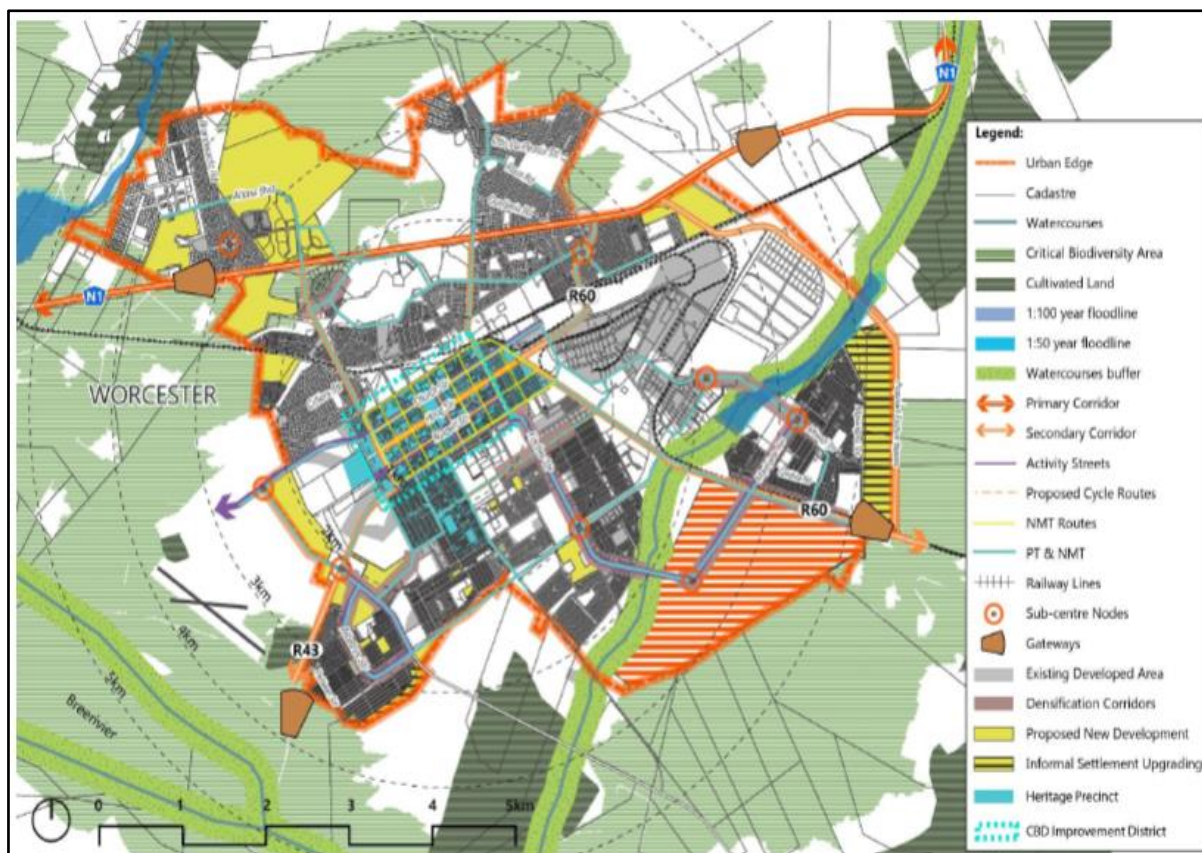 N1
N1
R60
WORCESTER
R60
R43
2km
3km
4km
5km
Breerivier
0 1 2 3 4 5km
Legend:
Urban Edge
Cadastre
Watercourses
Critical Biodiversity Area
Cultivated Land
1:100 year floodline
1:50 year floodline
Watercourses buffer
Primary Corridor
Secondary Corridor
Activity Streets
Proposed Cycle Routes
NMT Routes
PT & NMT
Railway Lines
Sub-centre Nodes
Gateways
Existing Developed Area
Densification Corridors
Proposed New Development
Informal Settlement Upgrading
Heritage Precinct
CBD Improvement District